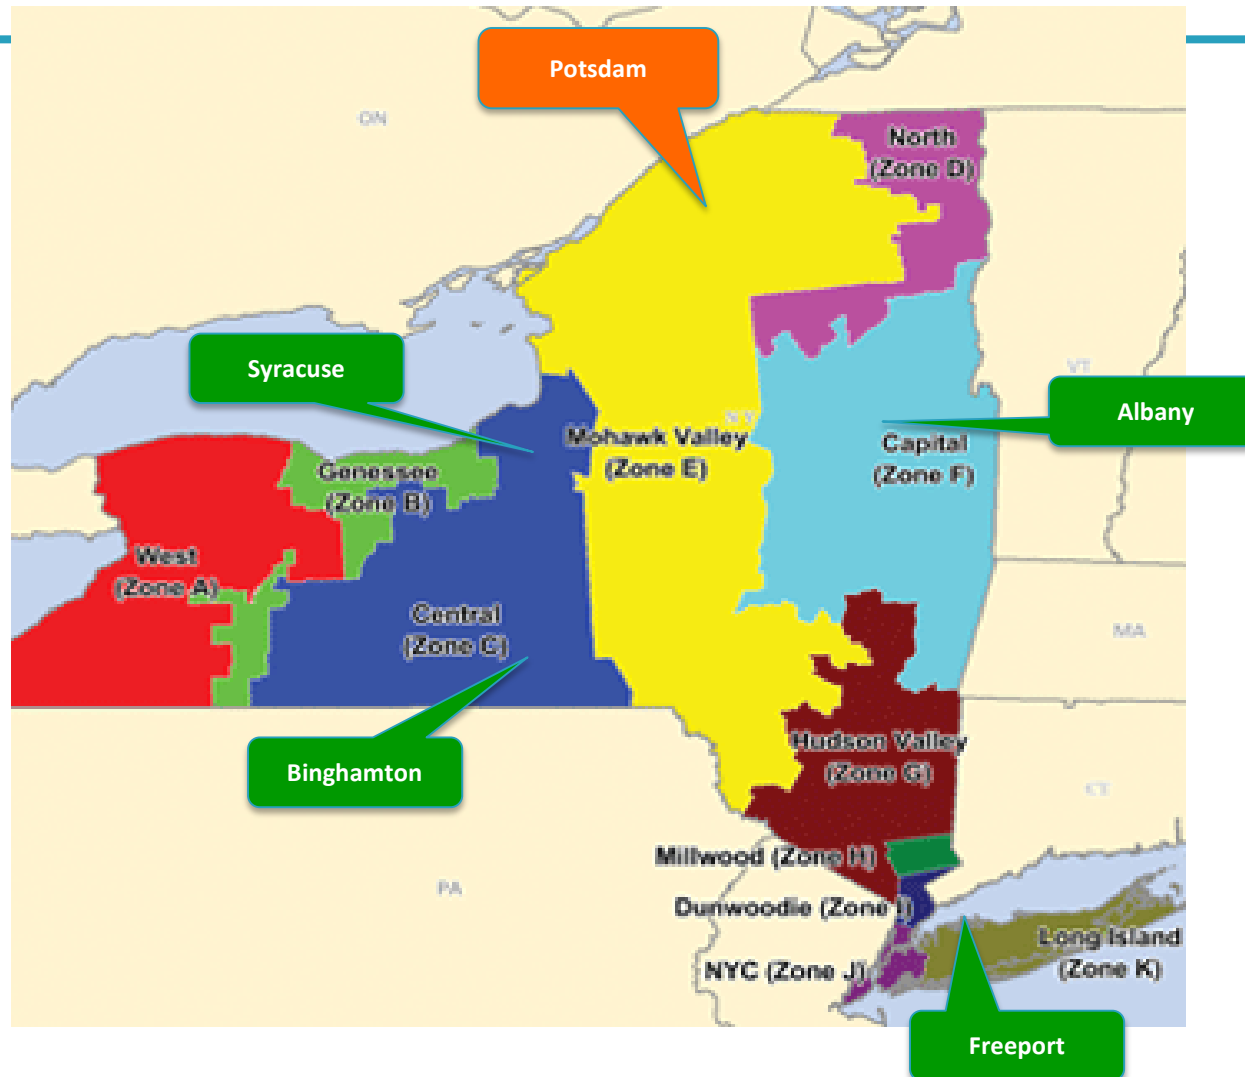 Potsdam
ON
North
(Zone D)
Syracuse
VT
Albany
NY
Mohawk Valley
(Zone E)
Capital
(Zone F)
Genessee
(Zone B)
West
(Zone A)
Central
(Zone C)
MA
Binghamton
Hudson Valley
(Zone G)
CT
Millwood (Zone H)
PA
Dunwoodie (Zone I)
Long Island
(Zone K)
NYC (Zone J)
Freeport